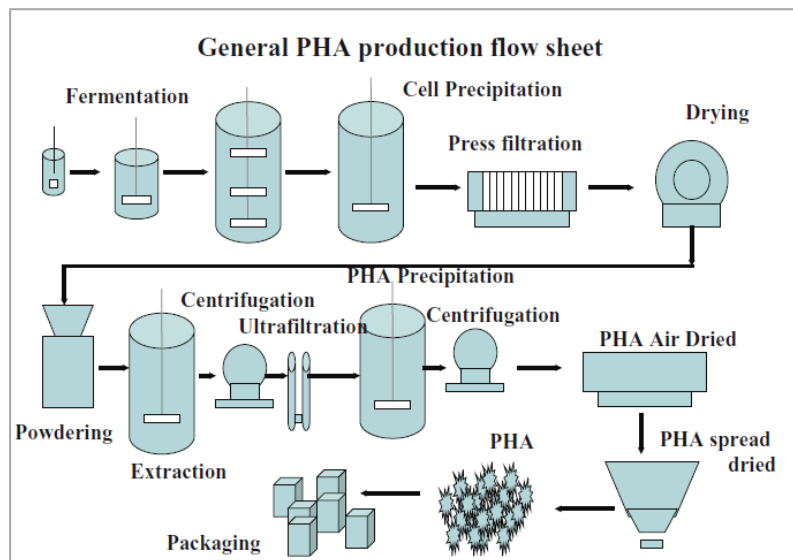 General PHA production flow sheet
Fermentation
Cell Precipitation
Press filtration
Drying
Powdering
Extraction
Centrifugation
Ultrafiltration
PHA Precipitation
Centrifugation
PHA Air Dried
PHA spread
dried
PHA
Packaging